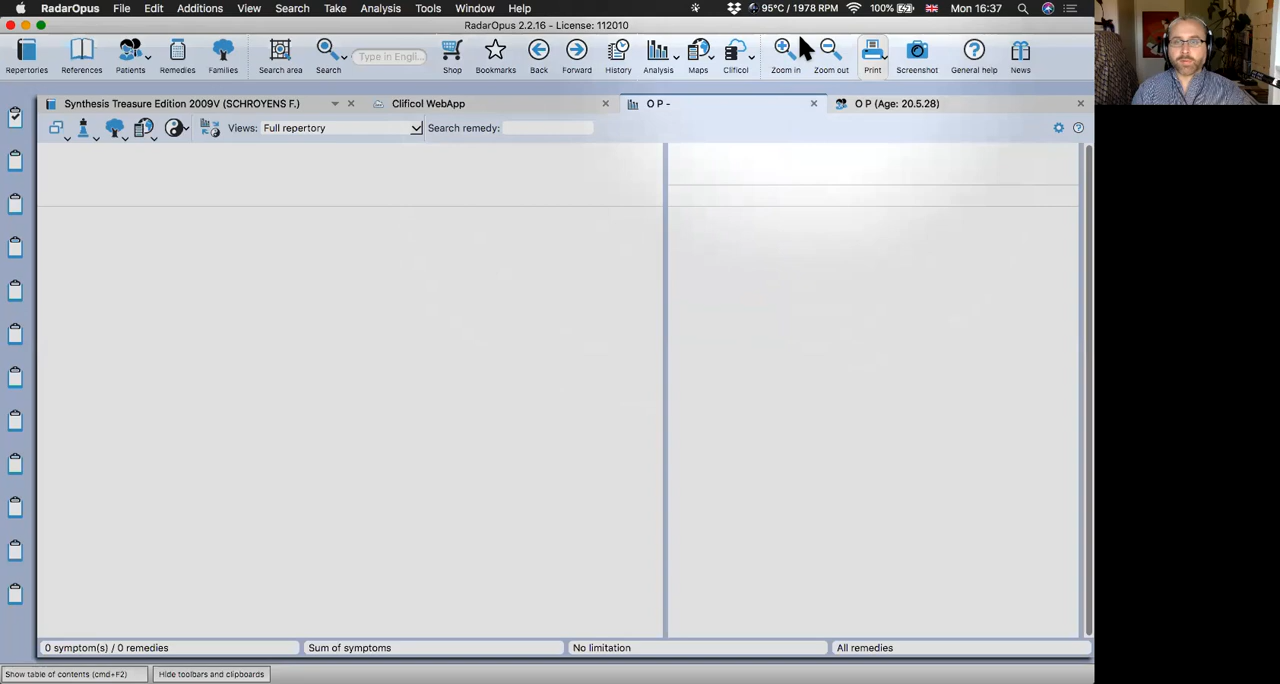 RadarOpus File Edit Additions View Search Take Analysis Tools Window Help 95°C / 1978 RPM 100% Mon 16:37
RadarOpus 2.2.16 - License: 112010
Type in Engli...
Repertories References Patients Remedies Families Search area Search Shop Bookmarks Back Forward History Analysis Maps Clificol Zoom in Zoom out Print Screenshot General help News
Synthesis Treasure Edition 2009V (SCHROYENS F.) Clificol WebApp O P - O P (Age: 20.5.28)
Views: Full repertory Search remedy:
0 symptom(s) / 0 remedies Sum of symptoms No limitation All remedies
Show table of contents (cmd+F2) Hide toolbars and clipboards